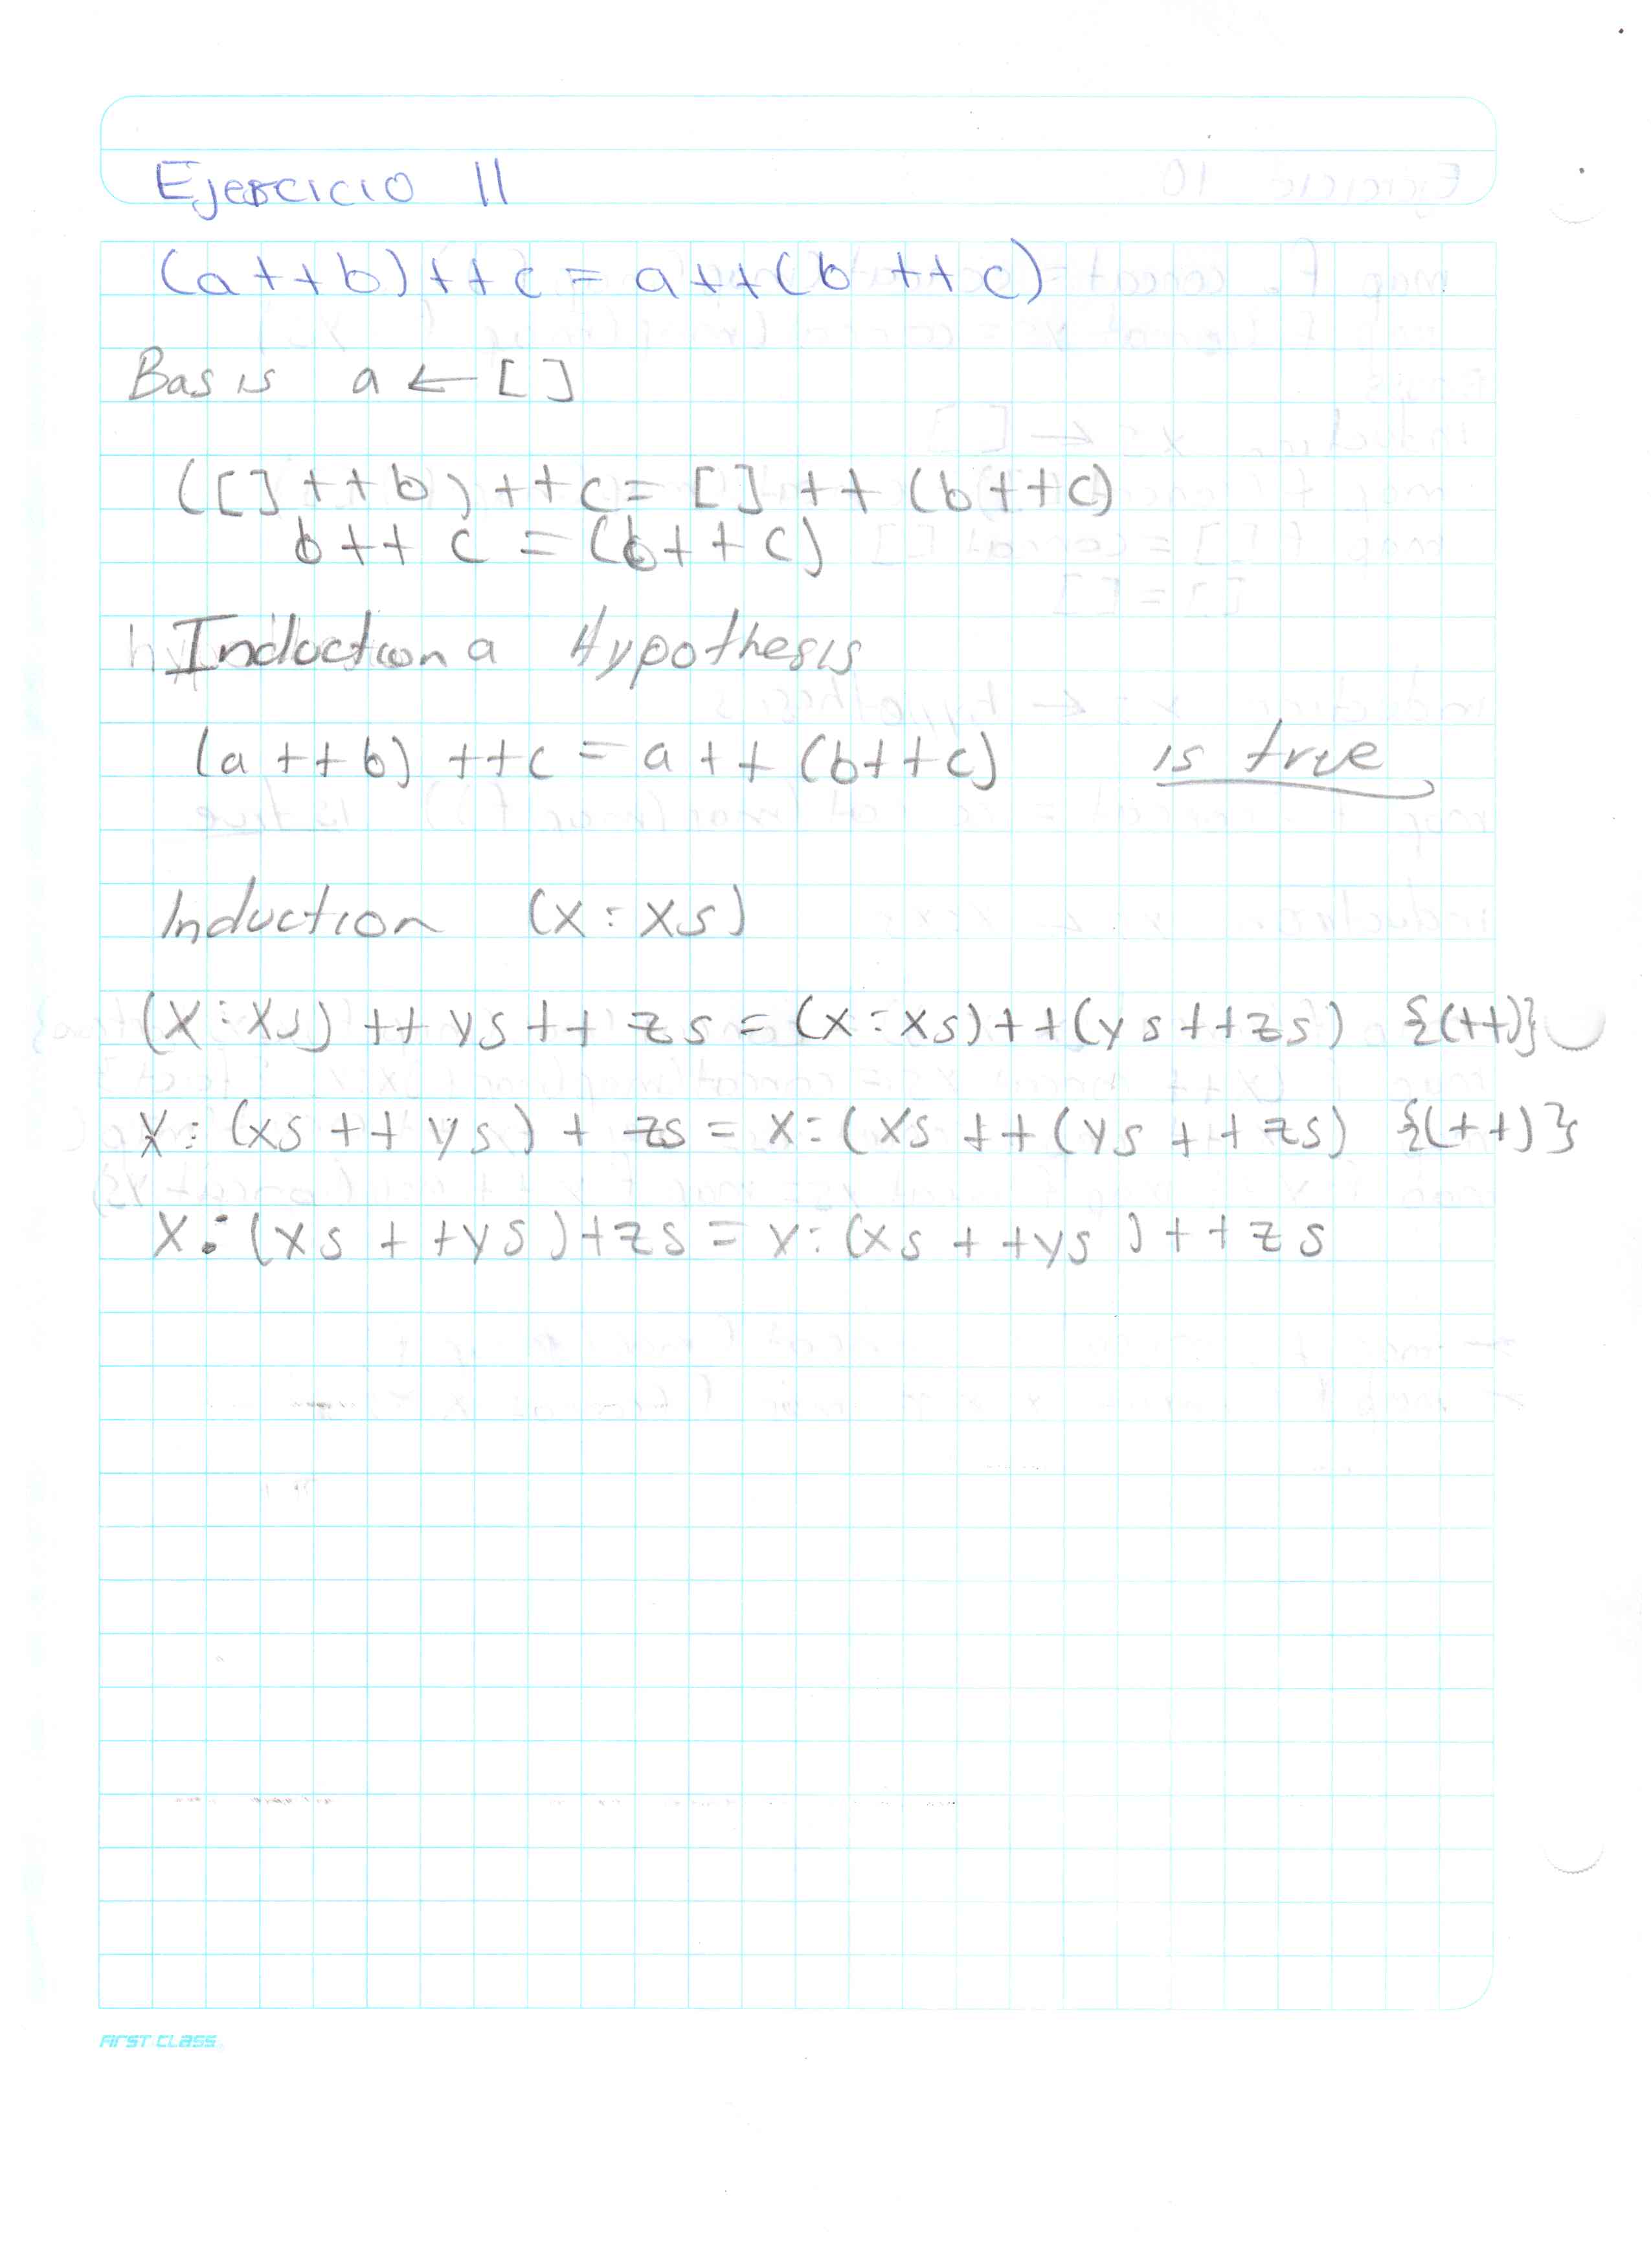 Ejercicio 11
(a++b)++c = a++(b ++c)
Basis a ← []
([]++b)++c = [] ++ (b++c)
b++ c = (b++c)
Induction a Hypothesis
(a ++b) ++c = a ++ (b++c) is true
Induction (x:xs)
(x:xs) ++ ys ++ zs = (x:xs)++(ys++zs) {(++)}
x: (xs ++ ys) + zs = x:(xs ++(ys ++zs) {(++)}
x:(xs ++ys)+zs = x:(xs ++ys)++zs
First Class